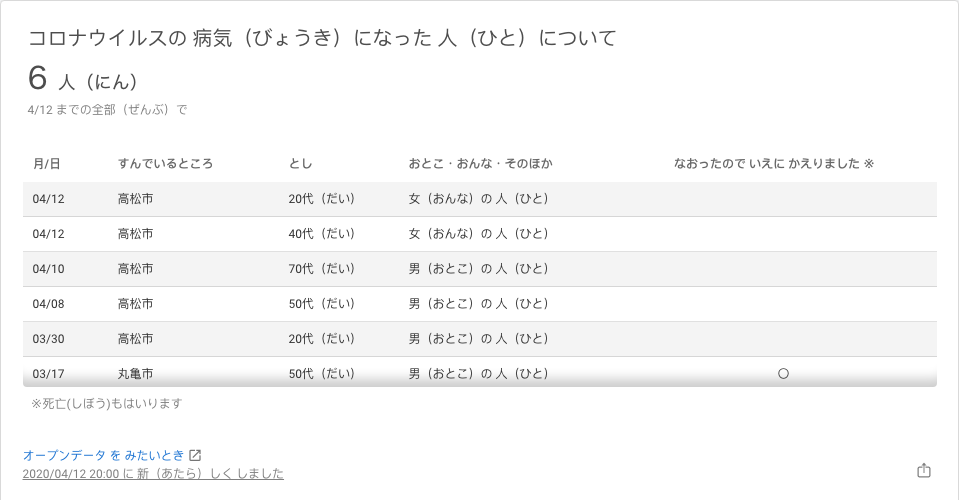 コロナウイルスの 病気（びょうき）になった 人（ひと）について
6 人（にん）
4/12 までの全部（ぜんぶ）で
月/日 すんでいるところ とし おとこ・おんな・そのほか なおったので いえに かえりました ※
04/12 高松市 20代（だい） 女（おんな）の 人（ひと）
04/12 高松市 40代（だい） 女（おんな）の 人（ひと）
04/10 高松市 70代（だい） 男（おとこ）の 人（ひと）
04/08 高松市 50代（だい） 男（おとこ）の 人（ひと）
03/30 高松市 20代（だい） 男（おとこ）の 人（ひと）
03/17 丸亀市 50代（だい） 男（おとこ）の 人（ひと） ○
※死亡(しぼう)もはいります
オープンデータ を みたいとき
2020/04/12 20:00 に 新（あたら）しく しました